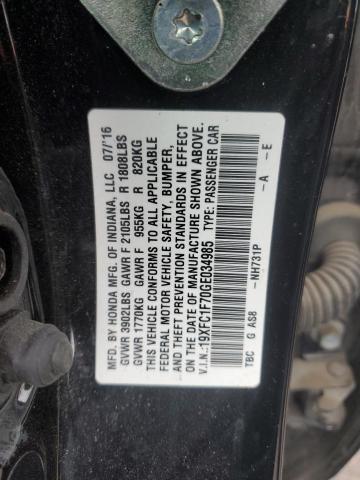 MFD. BY HONDA MFG. OF INDIANA, LLC 07/'16
GVWR 3902LBS GAWR F 2105LBS R 1808LBS
GVWR 1770KG GAWR F 955KG R 820KG
THIS VEHICLE CONFORMS TO ALL APPLICABLE
FEDERAL MOTOR VEHICLE SAFETY, BUMPER,
AND THEFT PREVENTION STANDARDS IN EFFECT
ON THE DATE OF MANUFACTURE SHOWN ABOVE.
V.I.N.:19XFC1F70GE034985 TYPE: PASSENGER CAR
-NH731P -A -E
TBC G AS8